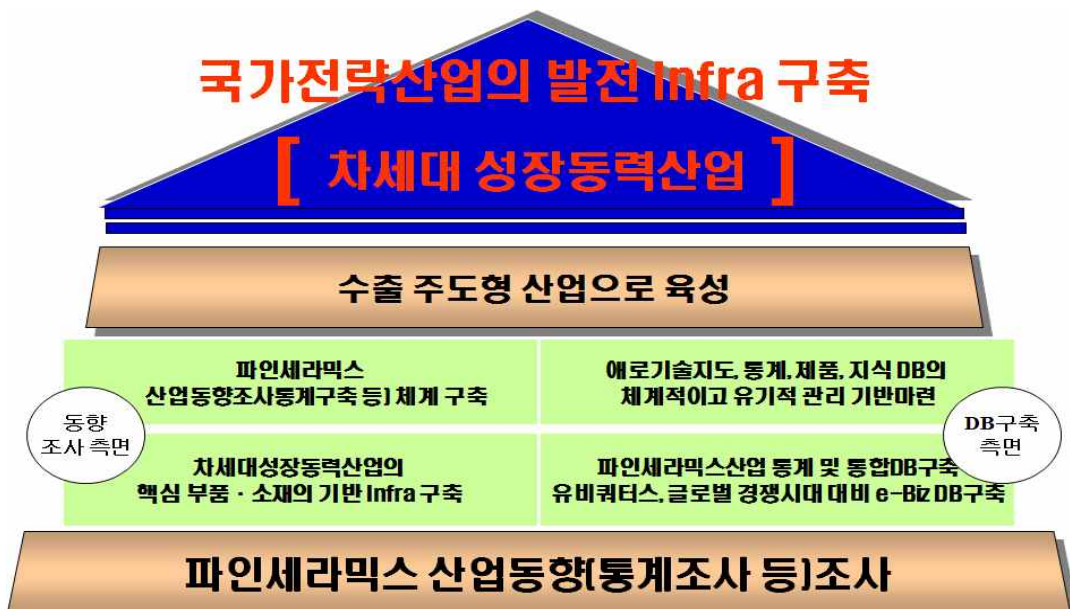 국가전략산업의 발전 Infra 구축
[ 차세대 성장동력산업 ]
수출 주도형 산업으로 육성
파인세라믹스
산업동향조사통계구축 등) 체계 구축
애로기술지도, 통계, 제품, 지식 DB의
체계적이고 유기적 관리 기반마련
동향
조사 측면
DB구축
측면
차세대성장동력산업의
핵심 부품 · 소재의 기반 Infra 구축
파인세라믹스산업 통계 및 통합DB구축
유비쿼터스, 글로벌 경쟁시대 대비 e-Biz DB구축
파인세라믹스 산업동향(통계조사 등)조사